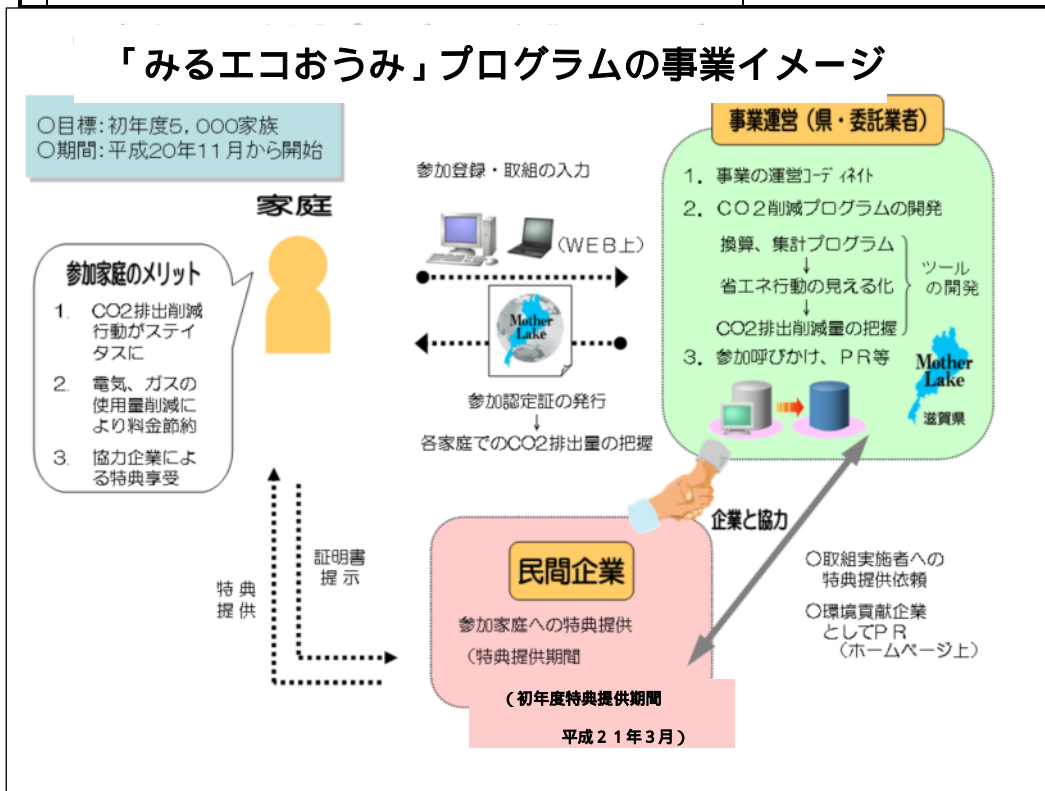 「みるエコおうみ」プログラムの事業イメージ
○目標:初年度5,000家族
○期間:平成20年11月から開始
家庭
参加家庭のメリット
1. CO2排出削減
行動がステイ
タスに
2. 電気、ガスの
使用量削減に
より料金節約
3. 協力企業によ
る特典享受
参加登録・取組の入力
(WEB上)
Mother
Lake
参加認定証の発行
↓
各家庭でのCO2排出量の把握
事業運営(県・委託業者)
1. 事業の運営コーディネイト
2. CO2削減プログラムの開発
換算、集計プログラム
↓
省エネ行動の見える化
↓
CO2排出削減量の把握
ツール
の開発
3. 参加呼びかけ、PR等
Mother
Lake
滋賀県
企業と協力
○取組実施者への
特典提供依頼
○環境貢献企業
としてPR
(ホームページ上)
特典
提供
証明書
提示
民間企業
参加家庭への特典提供
(特典提供期間
(初年度特典提供期間
平成21年3月)